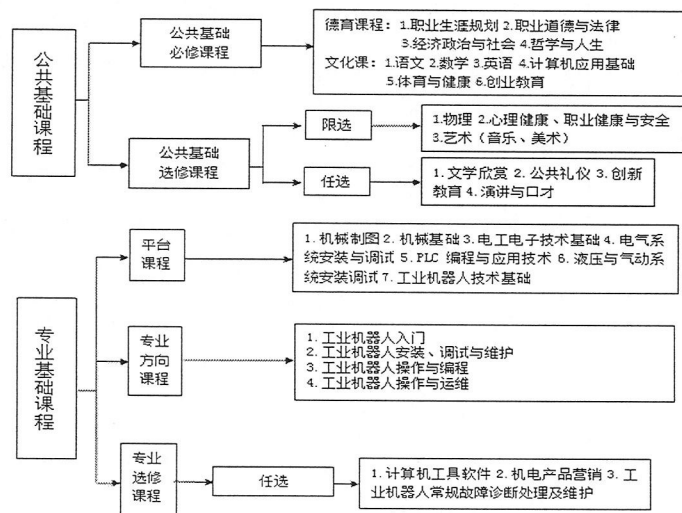 公共基础课程
公共基础
必修课程
德育课程：1.职业生涯规划 2.职业道德与法律
3.经济政治与社会 4.哲学与人生
文化课：1.语文 2.数学 3.英语 4.计算机应用基础
5.体育与健康 6.创业教育
公共基础
选修课程
限选
1.物理 2.心理健康、职业健康与安全
3.艺术（音乐、美术）
任选
1. 文学欣赏 2. 公共礼仪 3. 创新
教育 4. 演讲与口才
专业基础课程
平台
课程
1. 机械制图 2. 机械基础 3. 电工电子技术基础 4. 电气系
统安装与调试 5. PLC 编程与应用技术 6. 液压与气动系
统安装调试 7. 工业机器人技术基础
专业
方向
课程
1. 工业机器人入门
2. 工业机器人安装、调试与维护
3. 工业机器人操作与编程
4. 工业机器人操作与运维
专业
选修
课程
任选
1. 计算机工具软件 2. 机电产品营销 3. 工
业机器人常规故障诊断处理及维护